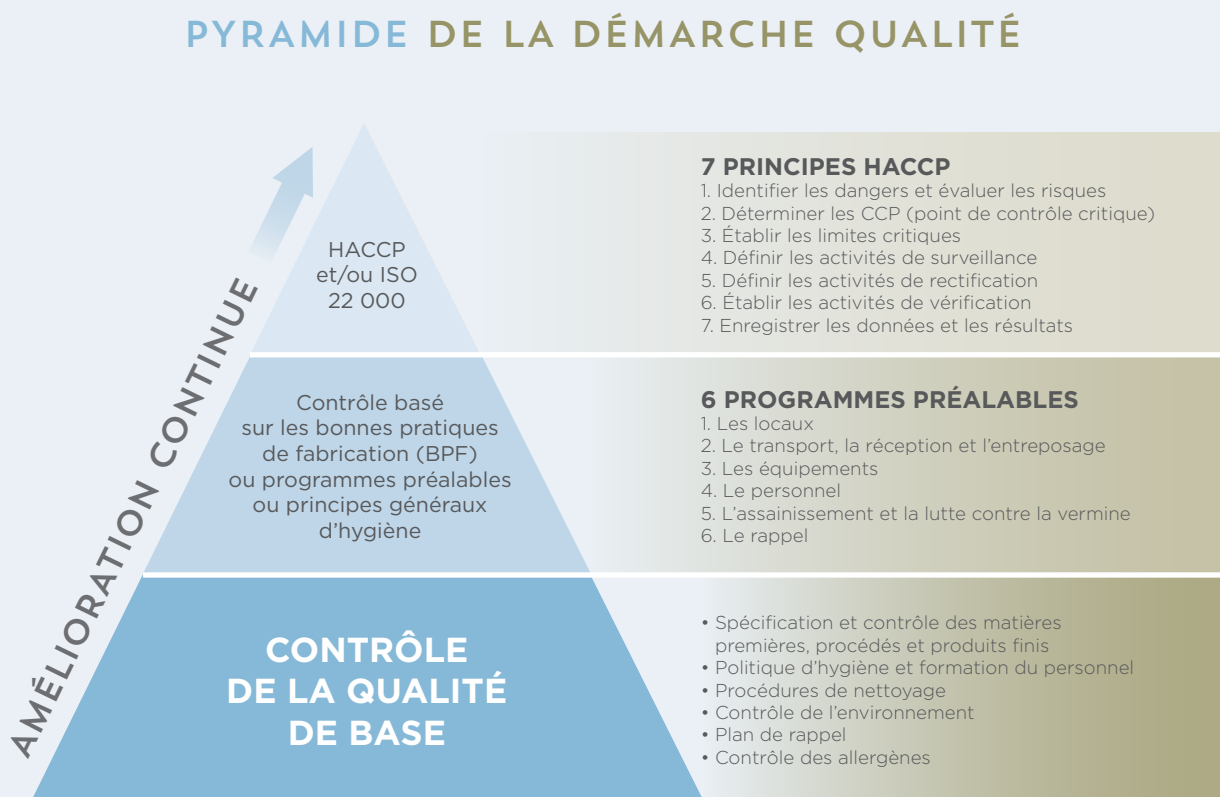 PYRAMIDE DE LA DÉMARCHE QUALITÉ
AMÉLIORATION CONTINUE
HACCP
et/ou ISO
22 000
7 PRINCIPES HACCP
1. Identifier les dangers et évaluer les risques
2. Déterminer les CCP (point de contrôle critique)
3. Établir les limites critiques
4. Définir les activités de surveillance
5. Définir les activités de rectification
6. Établir les activités de vérification
7. Enregistrer les données et les résultats
Contrôle basé
sur les bonnes pratiques
de fabrication (BPF)
ou programmes préalables
ou principes généraux
d'hygiène
6 PROGRAMMES PRÉALABLES
1. Les locaux
2. Le transport, la réception et l'entreposage
3. Les équipements
4. Le personnel
5. L'assainissement et la lutte contre la vermine
6. Le rappel
CONTRÔLE
DE LA QUALITÉ
DE BASE
• Spécification et contrôle des matières
premières, procédés et produits finis
• Politique d'hygiène et formation du personnel
• Procédures de nettoyage
• Contrôle de l'environnement
• Plan de rappel
• Contrôle des allergènes